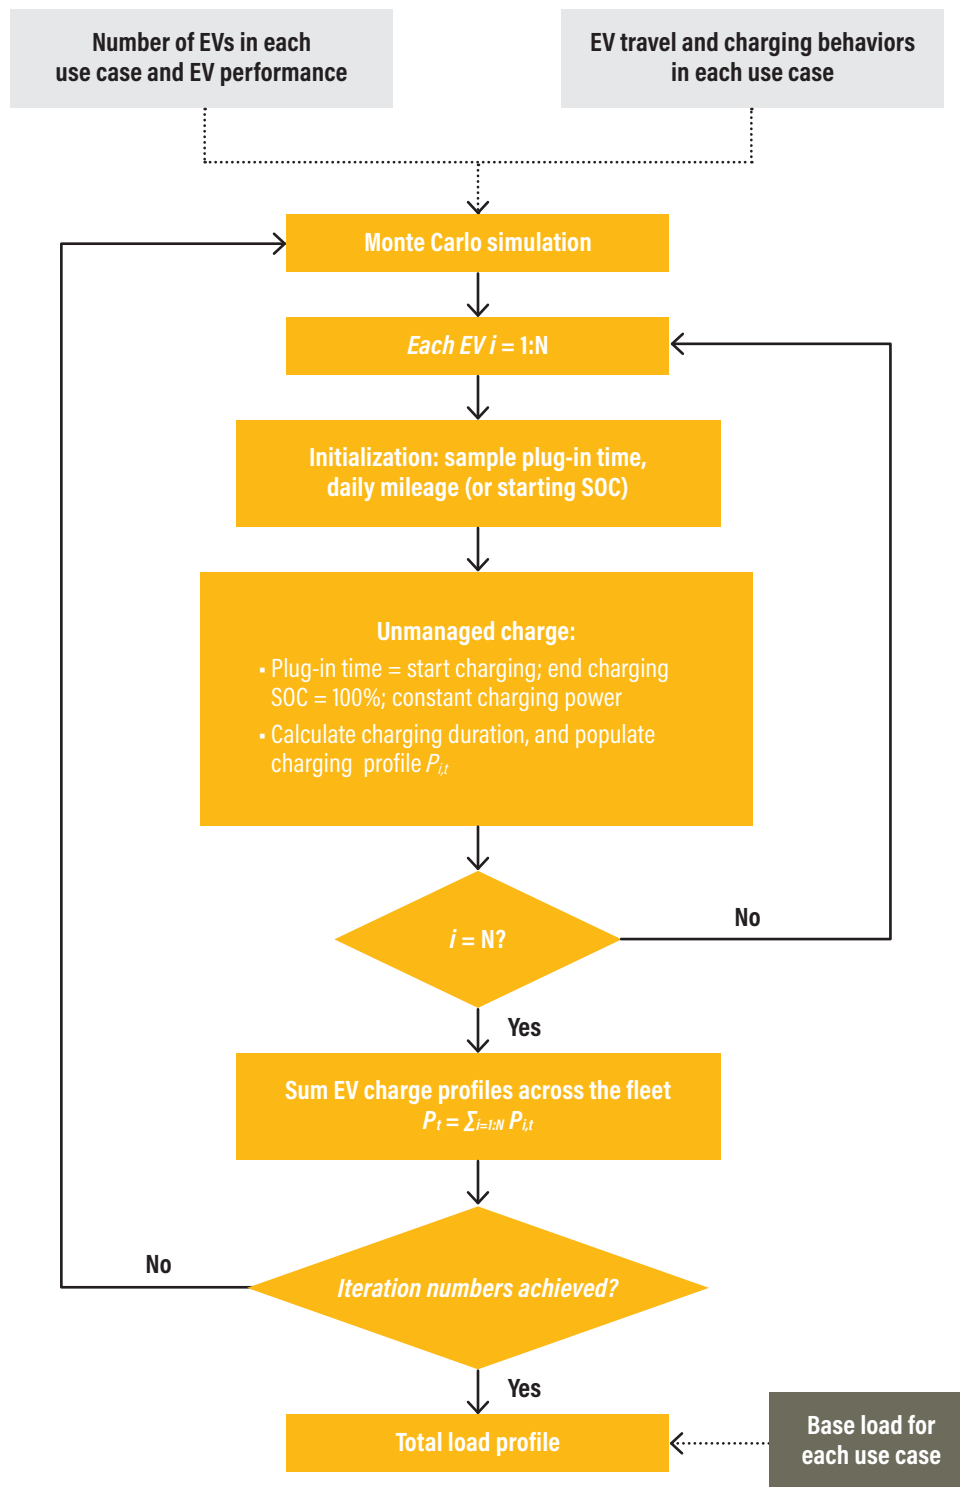 Number of EVs in each
use case and EV performance
EV travel and charging behaviors
in each use case
Monte Carlo simulation
Each EV i = 1:N
Initialization: sample plug-in time,
daily mileage (or starting SOC)
Unmanaged charge:
▪ Plug-in time = start charging; end charging
SOC = 100%; constant charging power
▪ Calculate charging duration, and populate
charging profile Pi,t
i = N?
No
Yes
Sum EV charge profiles across the fleet
Pt = ∑i=1:N Pi,t
No
Iteration numbers achieved?
Yes
Total load profile
Base load for
each use case